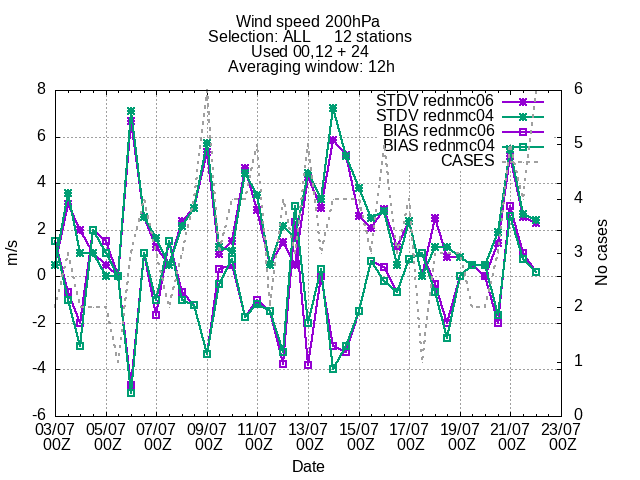 Wind speed 200hPa
Selection: ALL 12 stations
Used 00,12 + 24
Averaging window: 12h
STDV rednmc06
STDV rednmc04
BIAS rednmc06
BIAS rednmc04
CASES
8
6
4
2
0
-2
-4
-6
m/s
6
5
4
3
2
1
0
No cases
03/07 05/07 07/07 09/07 11/07 13/07 15/07 17/07 19/07 21/07 23/07
00Z 00Z 00Z 00Z 00Z 00Z 00Z 00Z 00Z 00Z 00Z
Date